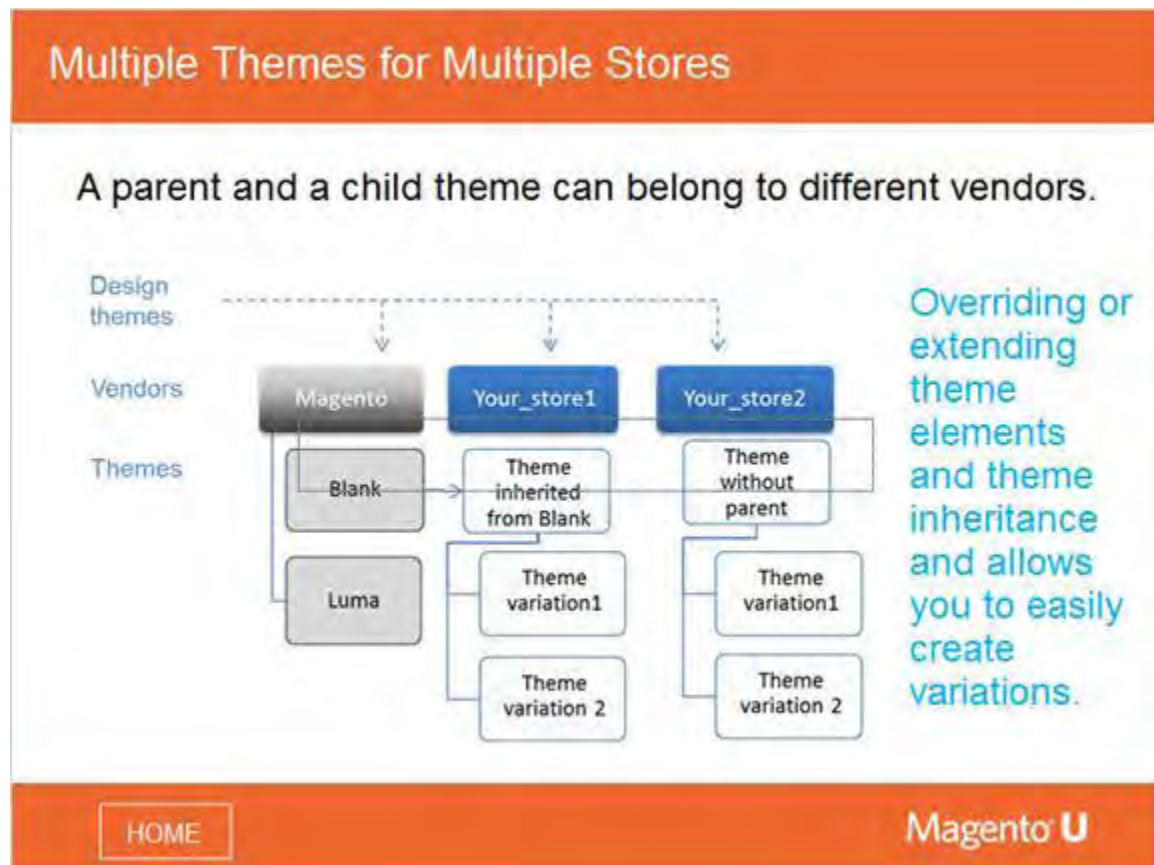 Multiple Themes for Multiple Stores
A parent and a child theme can belong to different vendors.
Design
themes
Vendors
Magento
Your_store1
Your_store2
Themes
Blank
Theme
inherited
from Blank
Theme
without
parent
Luma
Theme
variation1
Theme
variation1
Theme
variation 2
Theme
variation 2
Overriding or
extending
theme
elements
and theme
inheritance
and allows
you to easily
create
variations.
HOME
Magento U